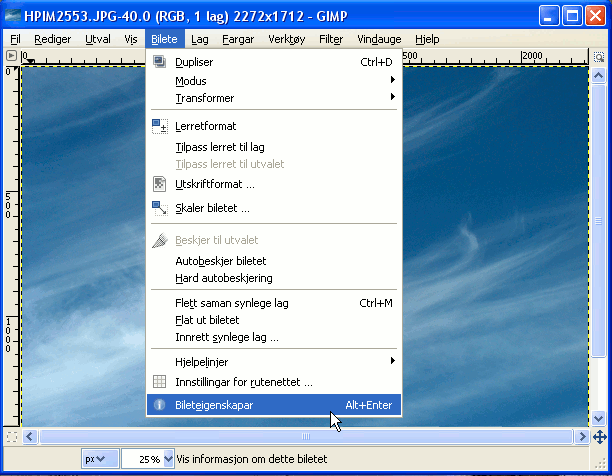 HPIM2553.JPG-40.0 (RGB, 1 lag) 2272x1712 - GIMP
Fil Rediger Utval Vis Bilete Lag Fargar Verktøy Filter Vindauge Hjelp
0 500 2000
Dupliser Ctrl+D
Modus
Transformer
Lerretformat
Tilpass lerret til lag
Tilpass lerret til utvalet
Utskriftformat ...
Skaler biletet ...
Beskjer til utvalet
Autobeskjer biletet
Hard autobeskjering
Flett saman synlege lag Ctrl+M
Flat ut biletet
Innrett synlege lag ...
Hjelpelinjer
Innstillingar for rutenettet ...
Bileteigenskapar Alt+Enter
0
500
1000
px 25% Vis informasjon om dette biletet